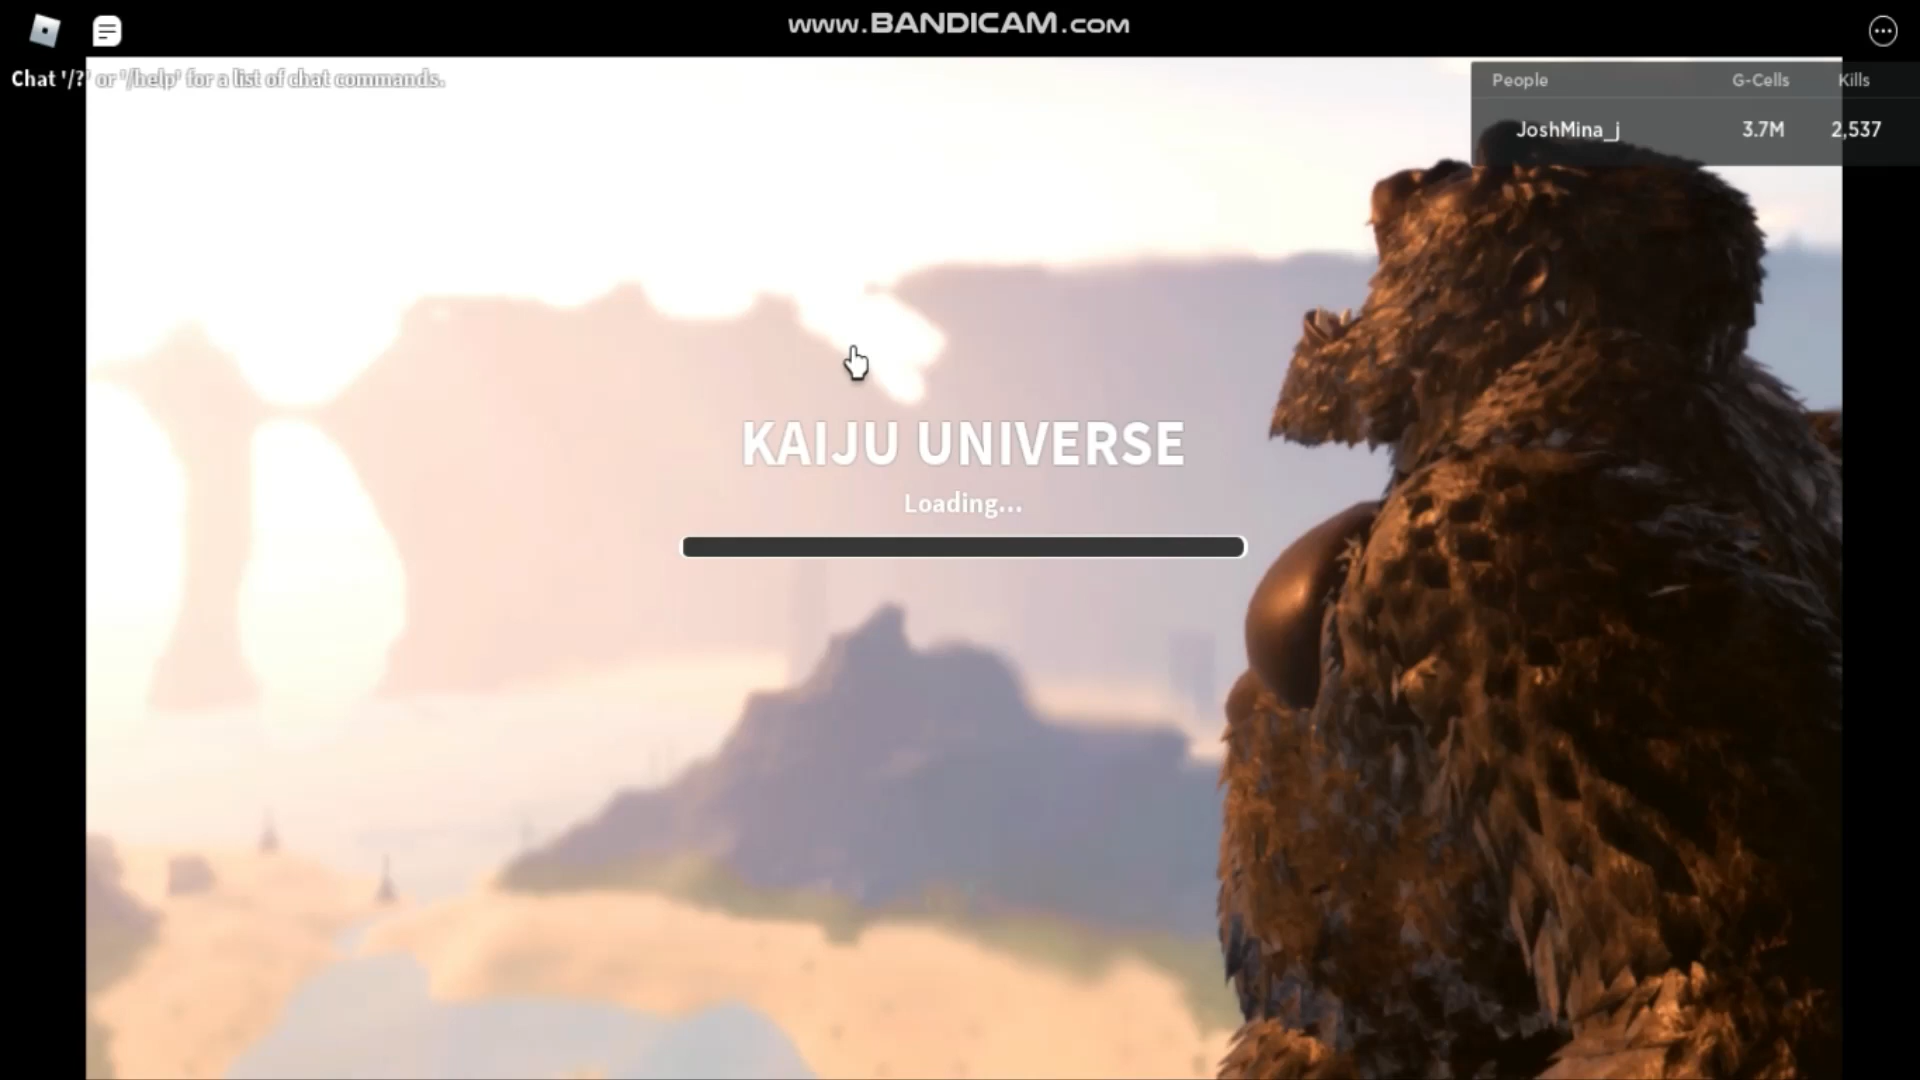 www.BANDICAM.com
Chat '/?' or '/help' for a list of chat commands.
People G-Cells Kills
JoshMina_j 3.7M 2,537
KAIJU UNIVERSE
Loading...